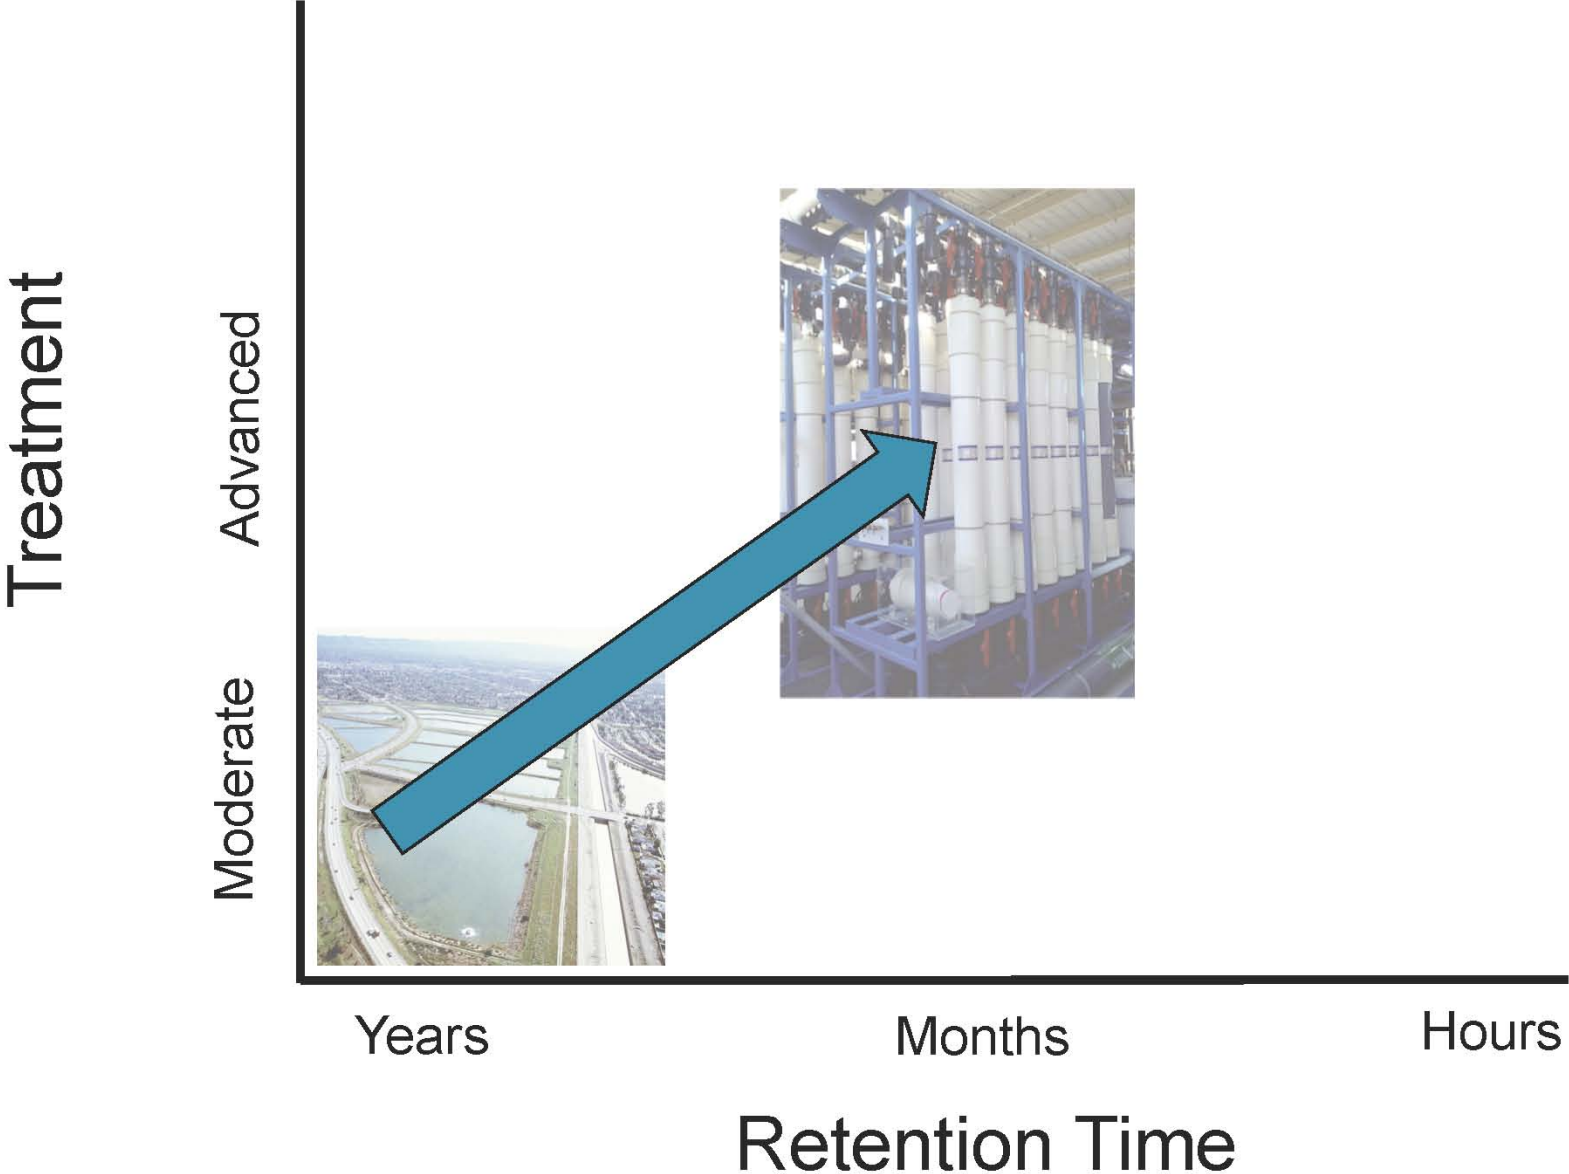 Treatment
Advanced
Moderate
Years
Months
Hours
Retention Time